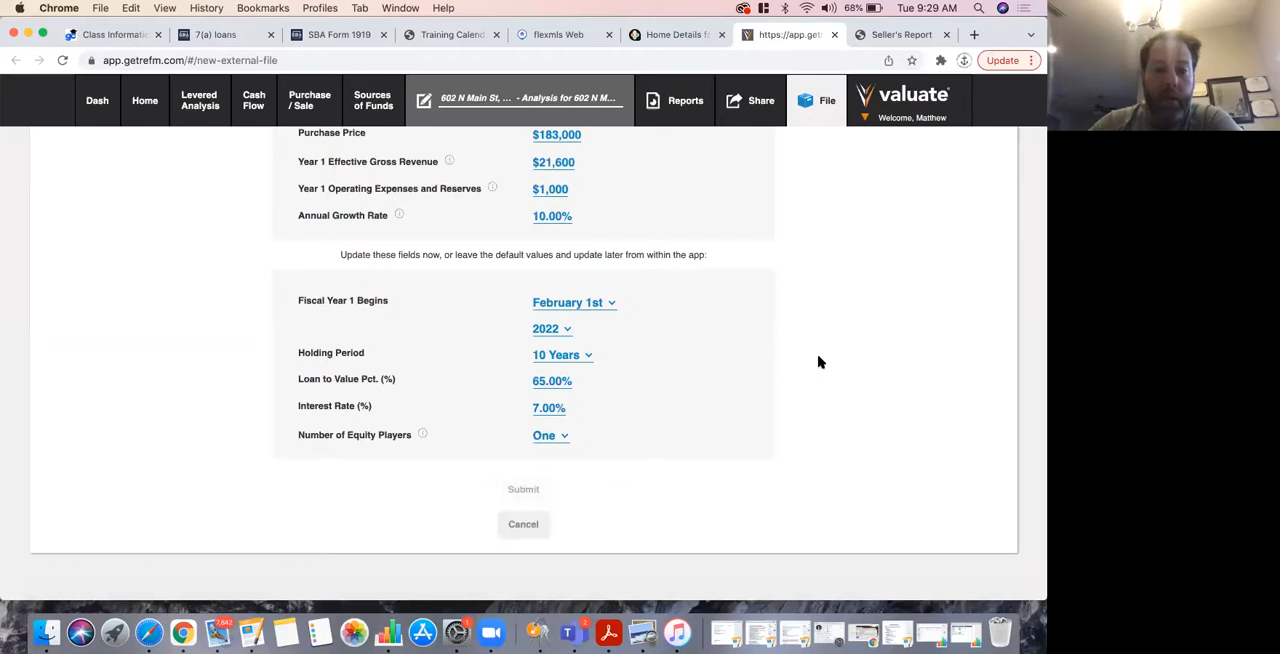 Chrome File Edit View History Bookmarks Profiles Tab Window Help 68% Tue 9:29 AM
Class Informati 7(a) loans SBA Form 1919 Training Calend flexmls Web Home Details fo https://app.getr Seller's Report
app.getrefm.com/#/new-external-file Update
Dash Home Levered Analysis Cash Flow Purchase / Sale Sources of Funds 602 N Main St, ... - Analysis for 602 N M... Reports Share File valuate
Welcome, Matthew
Purchase Price $183,000
Year 1 Effective Gross Revenue $21,600
Year 1 Operating Expenses and Reserves $1,000
Annual Growth Rate 10.00%
Update these fields now, or leave the default values and update later from within the app:
Fiscal Year 1 Begins February 1st
2022
Holding Period 10 Years
Loan to Value Pct. (%) 65.00%
Interest Rate (%) 7.00%
Number of Equity Players One
Submit
Cancel
7,842 1 2